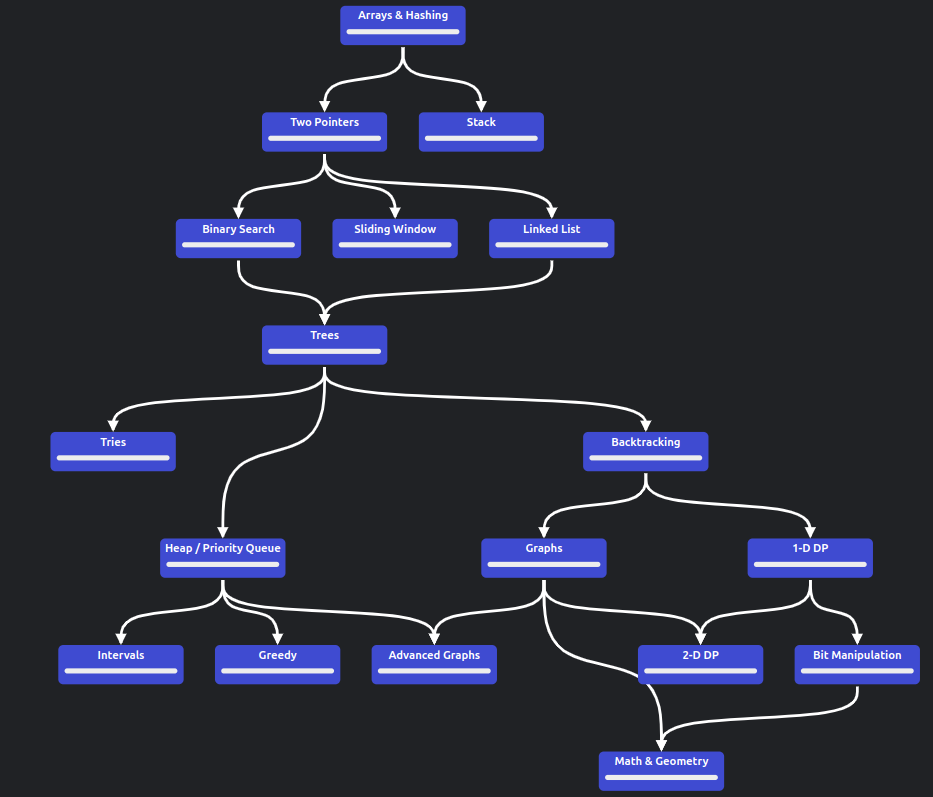 Arrays & Hashing
Two Pointers
Stack
Binary Search
Sliding Window
Linked List
Trees
Tries
Backtracking
Heap / Priority Queue
Graphs
1-D DP
Intervals
Greedy
Advanced Graphs
2-D DP
Bit Manipulation
Math & Geometry